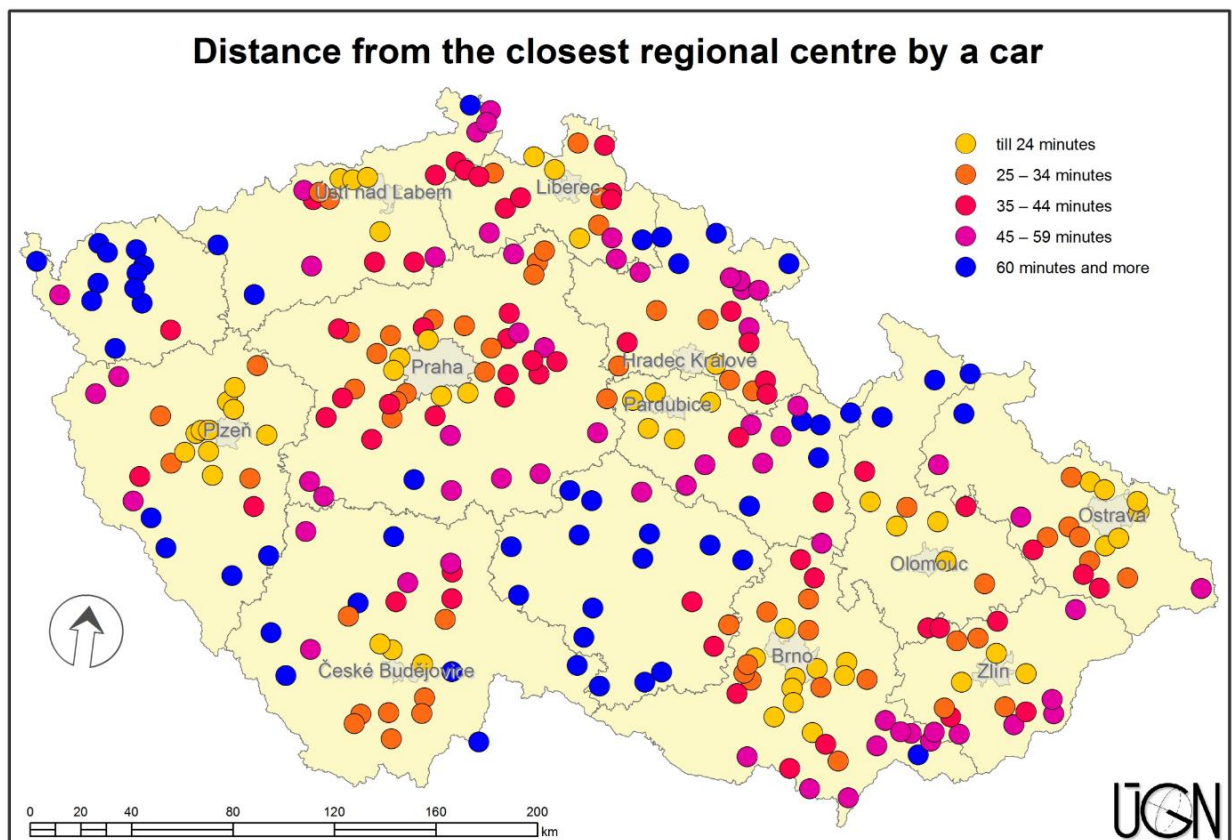 Distance from the closest regional centre by a car
till 24 minutes
25 – 34 minutes
35 – 44 minutes
45 – 59 minutes
60 minutes and more
Ústí nad Labem
Liberec
Praha
Hradec Králové
Pardubice
Plzeň
Ostrava
Olomouc
Brno
Zlín
České Budějovice
0 20 40 80 120 160 200
km
ÚGN